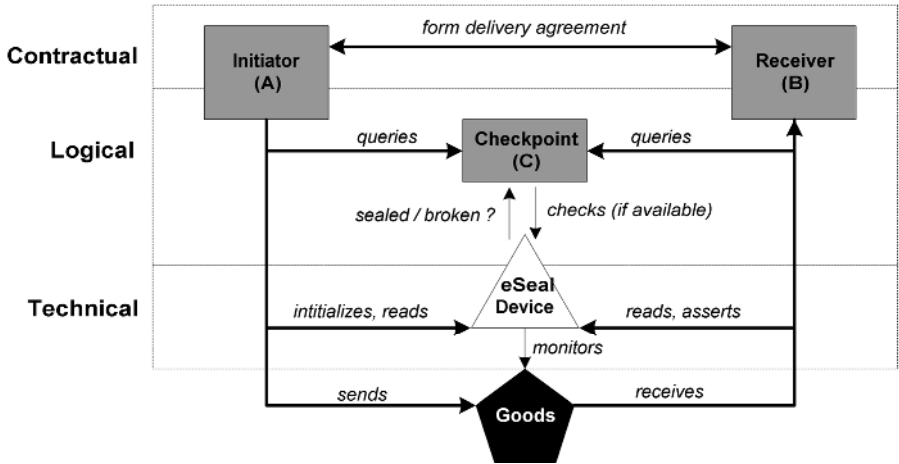 form delivery agreement
Contractual
Initiator
(A)
Receiver
(B)
Logical
queries
Checkpoint
(C)
queries
sealed / broken ?
checks (if available)
Technical
eSeal
Device
intitializes, reads
reads, asserts
monitors
sends
Goods
receives